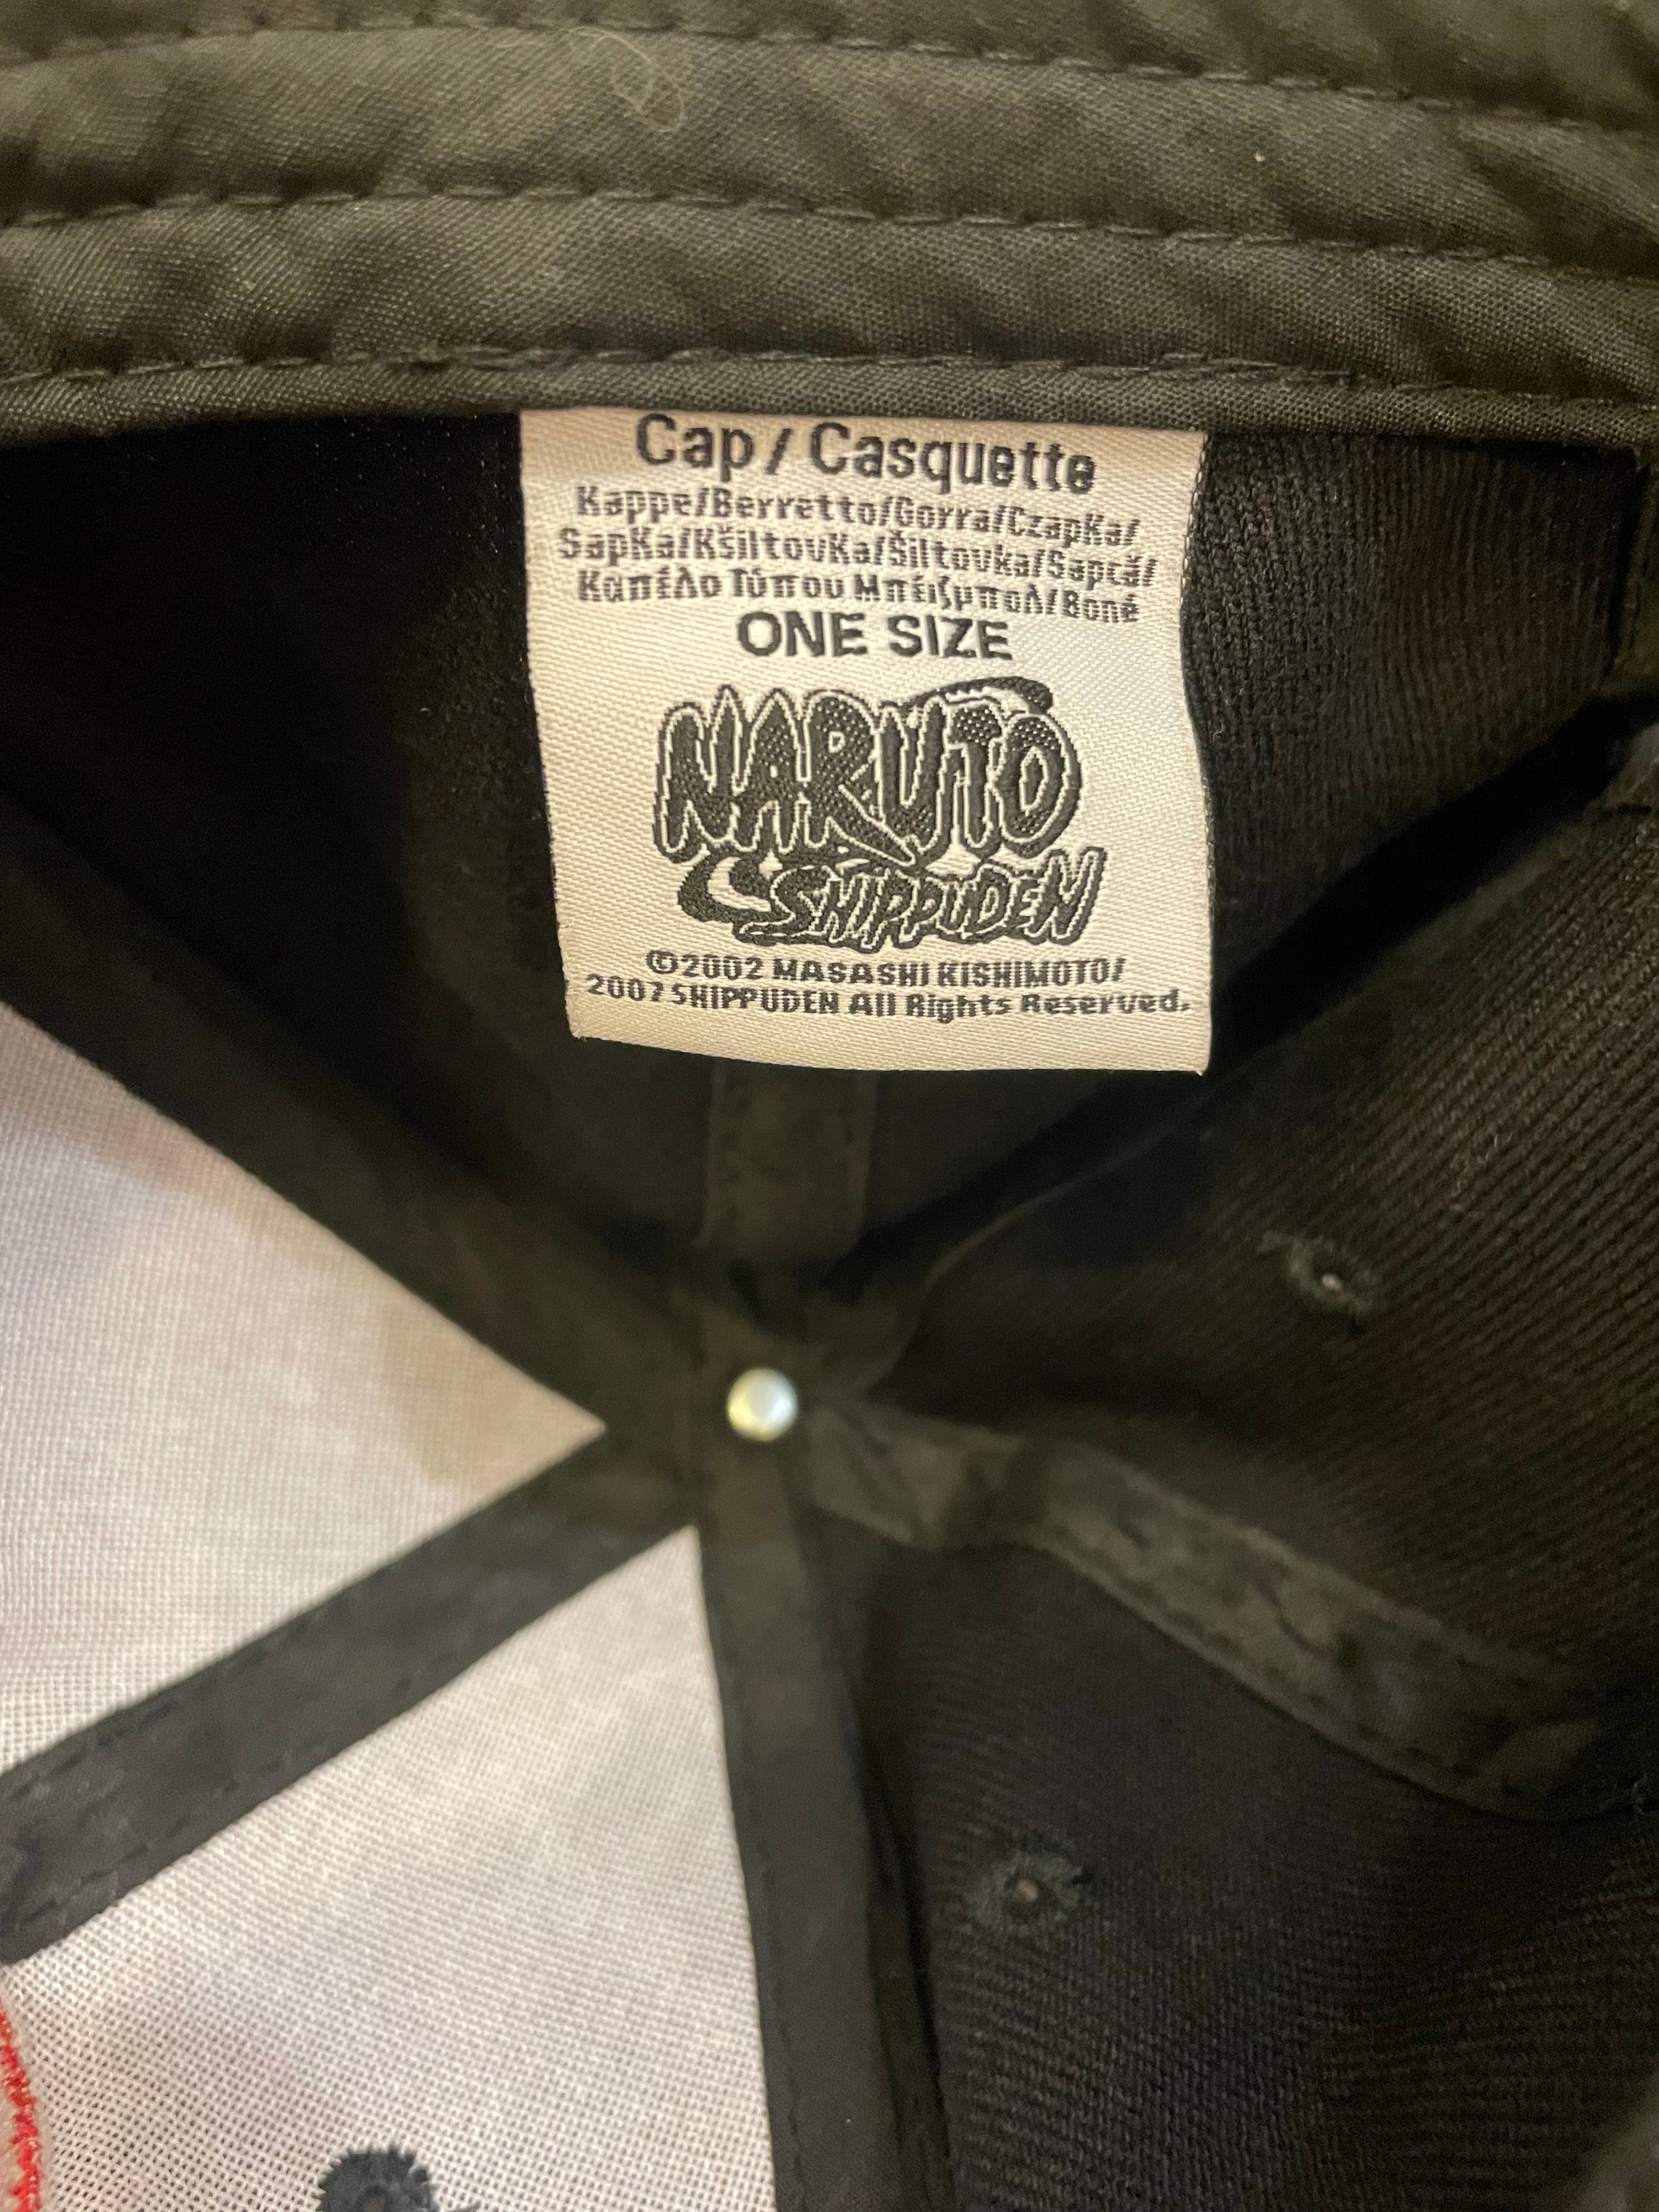 Cap / Casquette
Kappe/Berretto/Gorra/CzapKa/
SapKa/KšiltovKa/Šiltovka/Sapcă/
Καπέλο Τύπου Μπέιζμπολ/Boné
ONE SIZE
NARUTO
SHIPPUDEN
©2002 MASASHI KISHIMOTO/
2007 SHIPPUDEN All Rights Reserved.